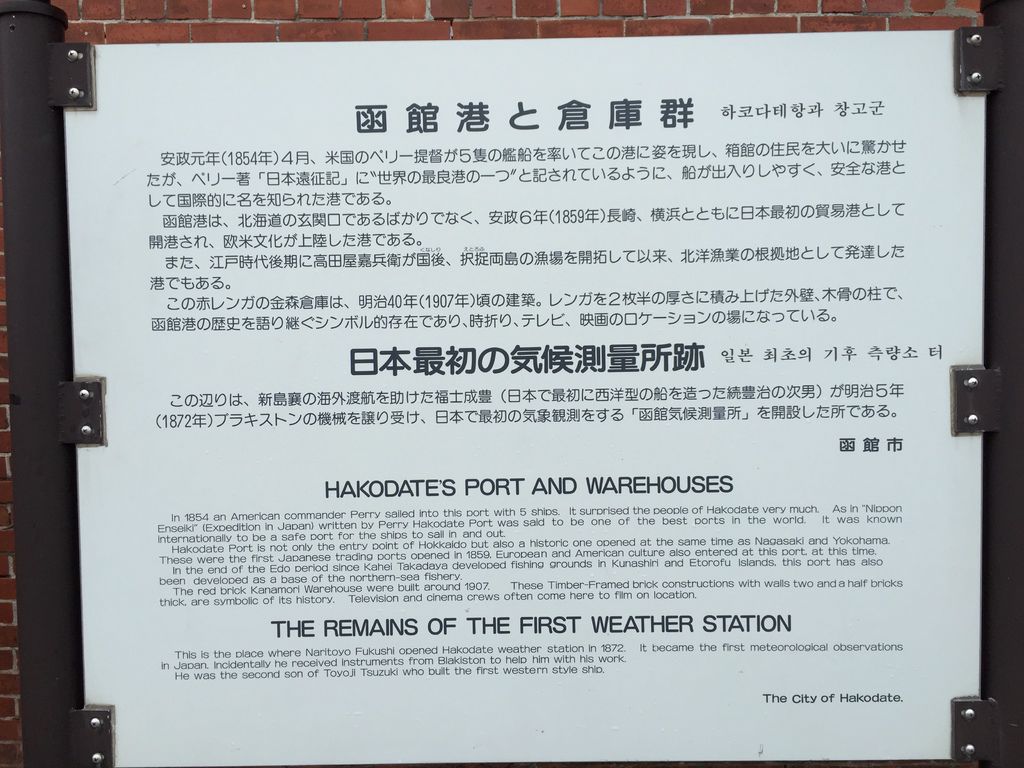 函館港と倉庫群 하코다테항과 창고군
安政元年(1854年)4月、米国のペリー提督が5隻の艦船を率いてこの港に姿を現し、箱館の住民を大いに驚かせ
たが、ペリー著「日本遠征記」に“世界の最良港の一つ”と記されているように、船が出入りしやすく、安全な港と
して国際的に名を知られた港である。
函館港は、北海道の玄関口であるばかりでなく、安政6年(1859年)長崎、横浜とともに日本最初の貿易港として
開港され、欧米文化が上陸した港である。
また、江戸時代後期に高田屋嘉兵衛が国後、択捉両島の漁場を開拓して以来、北洋漁業の根拠地として発達した
くなしり えとろふ
港でもある。
この赤レンガの金森倉庫は、明治40年(1907年)頃の建築。レンガを2枚半の厚さに積み上げた外壁、木骨の柱で、
函館港の歴史を語り継ぐシンボル的存在であり、時折り、テレビ、映画のロケーションの場になっている。
日本最初の気候測量所跡 일본 최초의 기후 측량소 터
この辺りは、新島襄の海外渡航を助けた福士成豊(日本で最初に西洋型の船を造った続豊治の次男)が明治5年
(1872年)ブラキストンの機械を譲り受け、日本で最初の気象観測をする「函館気候測量所」を開設した所である。
函館市
HAKODATE'S PORT AND WAREHOUSES
In 1854 an American commander Perry sailed into this port with 5 ships. It surprised the people of Hakodate very much. As in "Nippon
Enseiki" (Expedition in Japan) written by Perry Hakodate Port was said to be one of the best ports in the world. It was known
internationally to be a safe port for the ships to sail in and out.
Hakodate Port is not only the entry point of Hokkaido but also a historic one opened at the same time as Nagasaki and Yokohama.
These were the first Japanese trading ports opened in 1859. European and American culture also entered at this port, at this time.
In the end of the Edo period since Kahei Takadaya developed fishing grounds in Kunashiri and Etorofu Islands, this port has also
been developed as a base of the northern-sea fishery.
The red brick Kanamori Warehouse were built around 1907. These Timber-Framed brick constructions with walls two and a half bricks
thick, are symbolic of its history. Television and cinema crews often come here to film on location.
THE REMAINS OF THE FIRST WEATHER STATION
This is the place where Naritoyo Fukushi opened Hakodate weather station in 1872. It became the first meteorological observations
in Japan. Incidentally he received instruments from Blakiston to help him with his work.
He was the second son of Toyoji Tsuzuki who built the first western style ship.
The City of Hakodate.